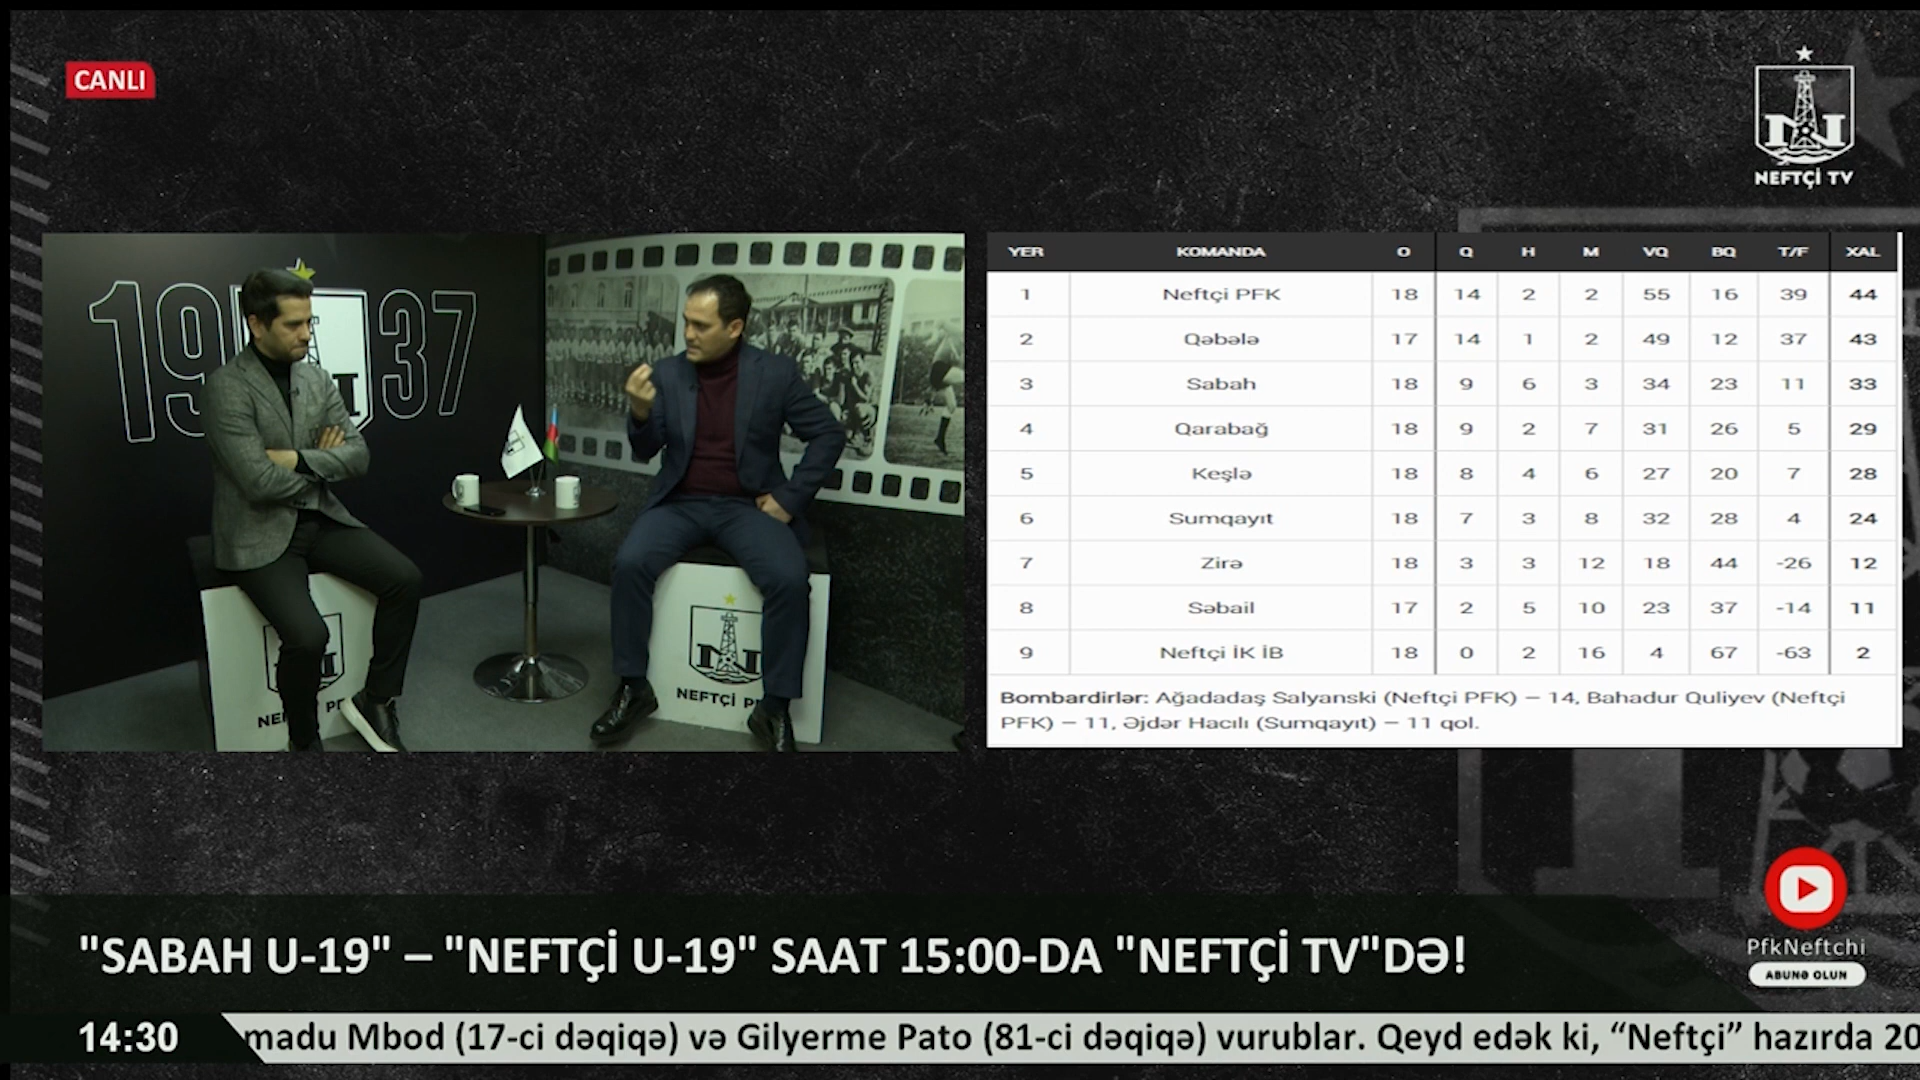 CANLI
NEFTÇİ TV
1937
NEFTÇİ PFK
YER KOMANDA O Q H M VQ BQ T/F XAL
1 Neftçi PFK 18 14 2 2 55 16 39 44
2 Qəbələ 17 14 1 2 49 12 37 43
3 Sabah 18 9 6 3 34 23 11 33
4 Qarabağ 18 9 2 7 31 26 5 29
5 Keşlə 18 8 4 6 27 20 7 28
6 Sumqayıt 18 7 3 8 32 28 4 24
7 Zirə 18 3 3 12 18 44 -26 12
8 Səbail 17 2 5 10 23 37 -14 11
9 Neftçi İK İB 18 0 2 16 4 67 -63 2
Bombardirlər: Ağadadaş Salyanski (Neftçi PFK) – 14, Bahadur Quliyev (Neftçi
PFK) – 11, Əjdər Hacılı (Sumqayıt) – 11 qol.
"SABAH U-19" – "NEFTÇİ U-19" SAAT 15:00-DA "NEFTÇİ TV"DƏ!
PfkNeftchi
ABUNƏ OLUN
14:30
madu Mbod (17-ci dəqiqə) və Gilyerme Pato (81-ci dəqiqə) vurublar. Qeyd edək ki, “Neftçi” hazırda 20